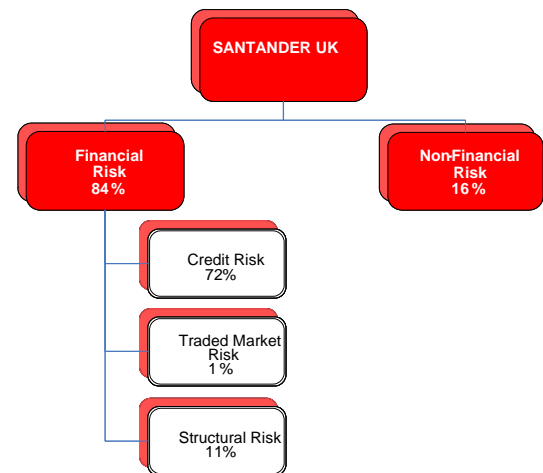 SANTANDER UK
Financial
Risk
84%
Non-Financial
Risk
16%
Credit Risk
72%
Traded Market
Risk
1%
Structural Risk
11%